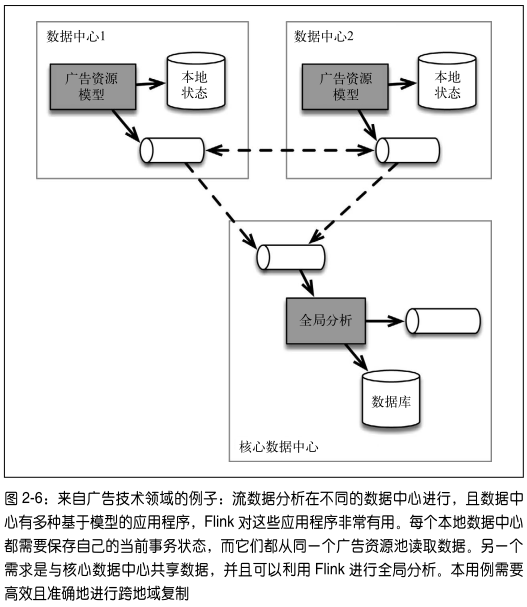 数据中心1
数据中心2
广告资源
模型
本地
状态
广告资源
模型
本地
状态
全局分析
数据库
核心数据中心
图 2-6：来自广告技术领域的例子：流数据分析在不同的数据中心进行，且数据中
心有多种基于模型的应用程序，Flink 对这些应用程序非常有用。每个本地数据中心
都需要保存自己的当前事务状态，而它们都从同一个广告资源池读取数据。另一个
需求是与核心数据中心共享数据，并且可以利用 Flink 进行全局分析。本用例需要
高效且准确地进行跨地域复制